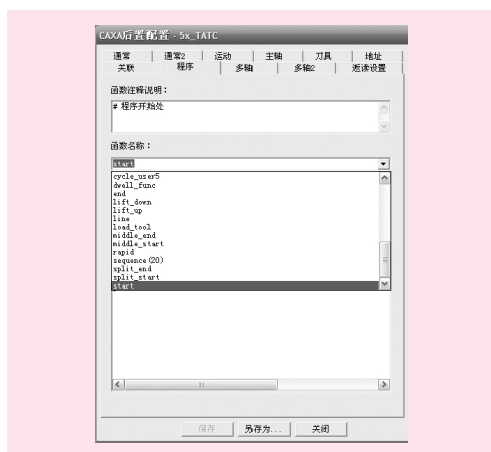 CAXA后置配置 - 5x_TATC
通常 通常2 运动 主轴 刀具 地址
关联 程序 多轴 多轴2 返读设置
函数注释说明：
# 程序开始处
函数名称：
start
cycle_user5
dwell_func
end
lift_down
lift_up
line
load_tool
middle_end
middle_start
rapid
sequence(20)
split_end
split_start
start
保存 另存为... 关闭